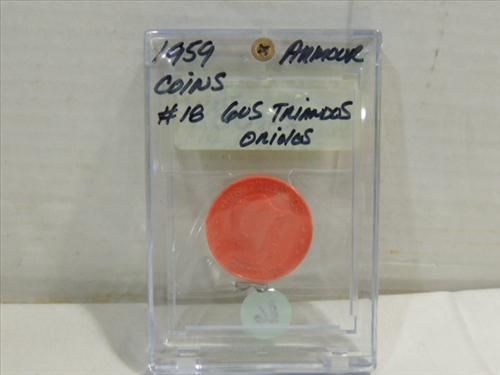 1959 ARMOUR
COINS
#18 GUS TRIANDOS
ORIOLES